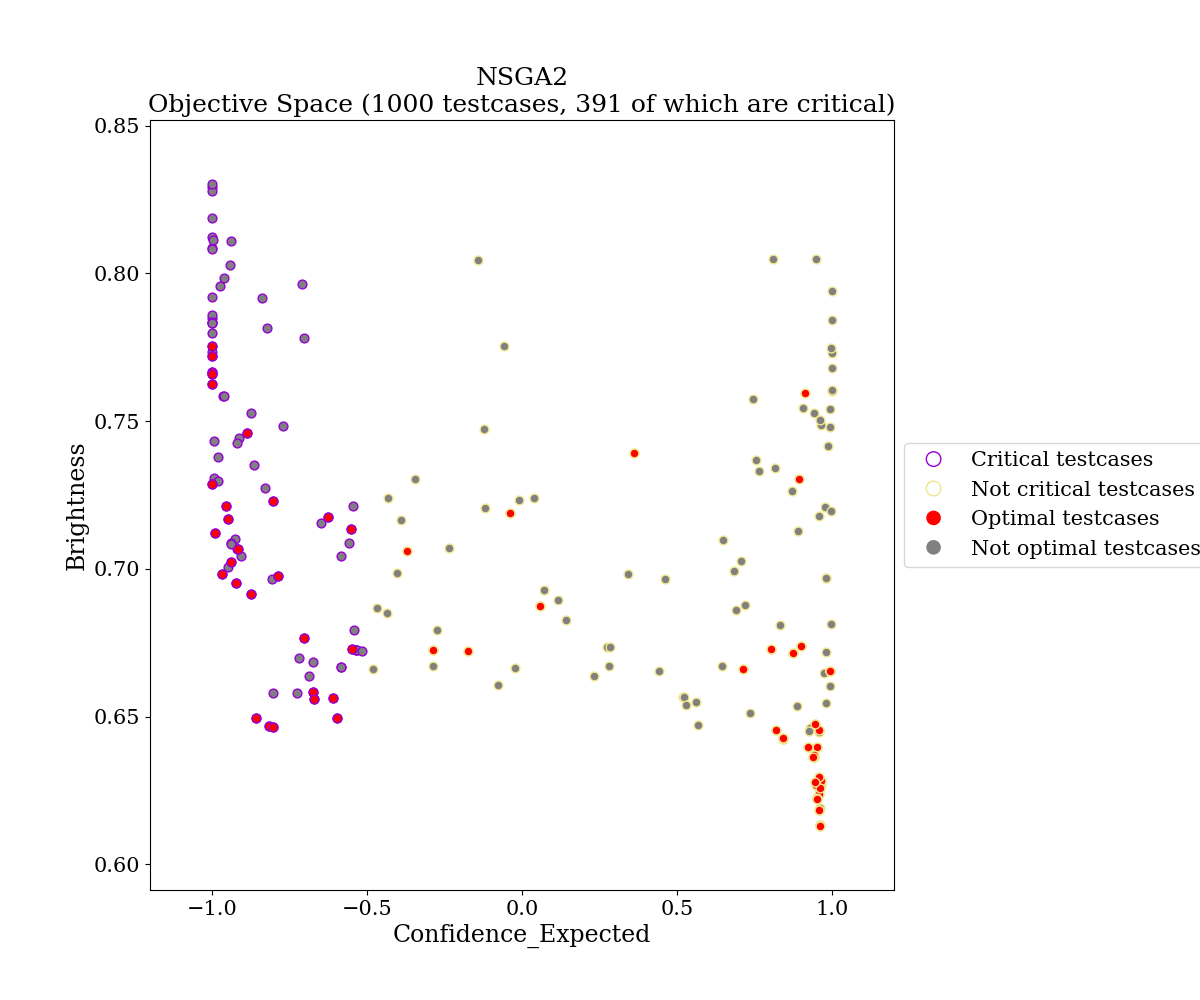 NSGA2
Objective Space (1000 testcases, 391 of which are critical)
0.85
0.80
0.75
0.70
0.65
0.60
Brightness
−1.0
−0.5
0.0
0.5
1.0
Confidence_Expected
Critical testcases
Not critical testcases
Optimal testcases
Not optimal testcases